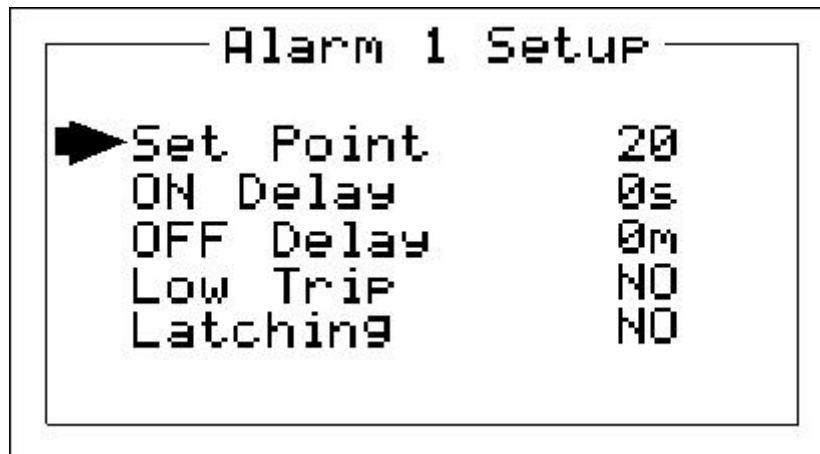 Alarm 1 Setup
Set Point 20
ON Delay 0s
OFF Delay 0m
Low Trip NO
Latching NO